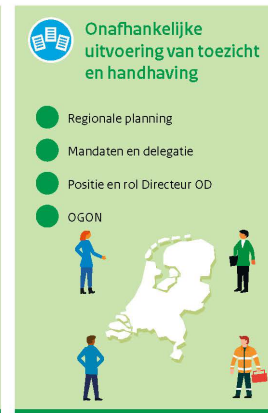 Onafhankelijke
uitvoering van toezicht
en handhaving
Regionale planning
Mandaten en delegatie
Positie en rol Directeur OD
OGON